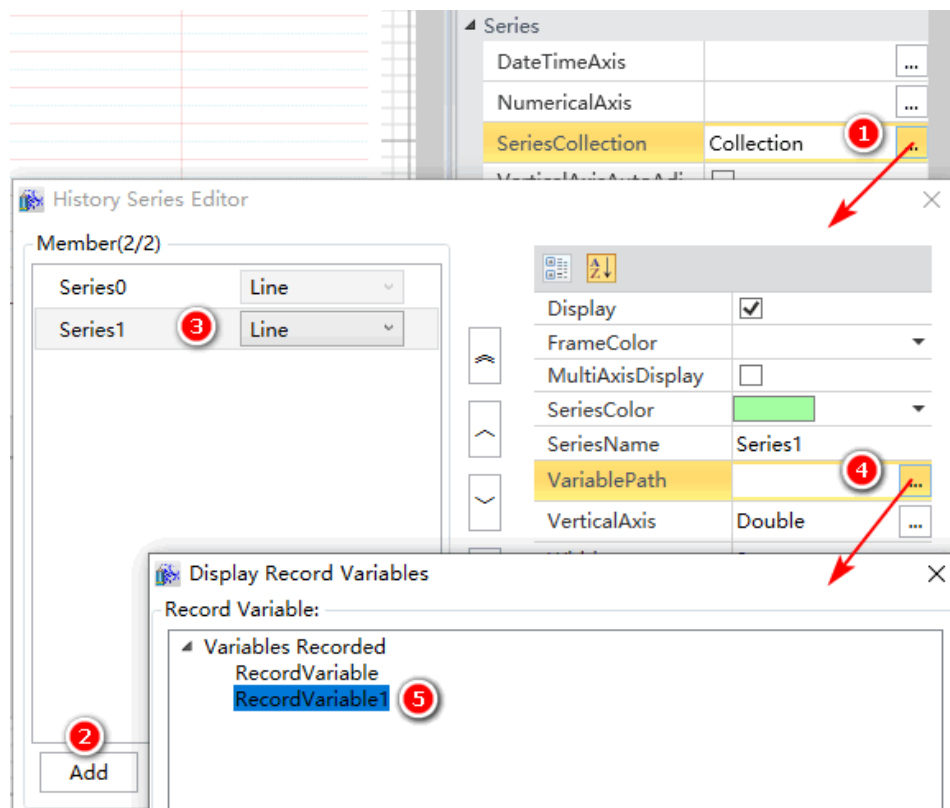 Series
DateTimeAxis ...
NumericalAxis ...
SeriesCollection Collection 1 ...
History Series Editor
Member(2/2)
Series0 Line
Series1 3 Line
Display
FrameColor
MultiAxisDisplay
SeriesColor
SeriesName Series1
VariablePath 4 ...
VerticalAxis Double ...
Display Record Variables
Record Variable:
Variables Recorded
RecordVariable
RecordVariable1 5
2
Add